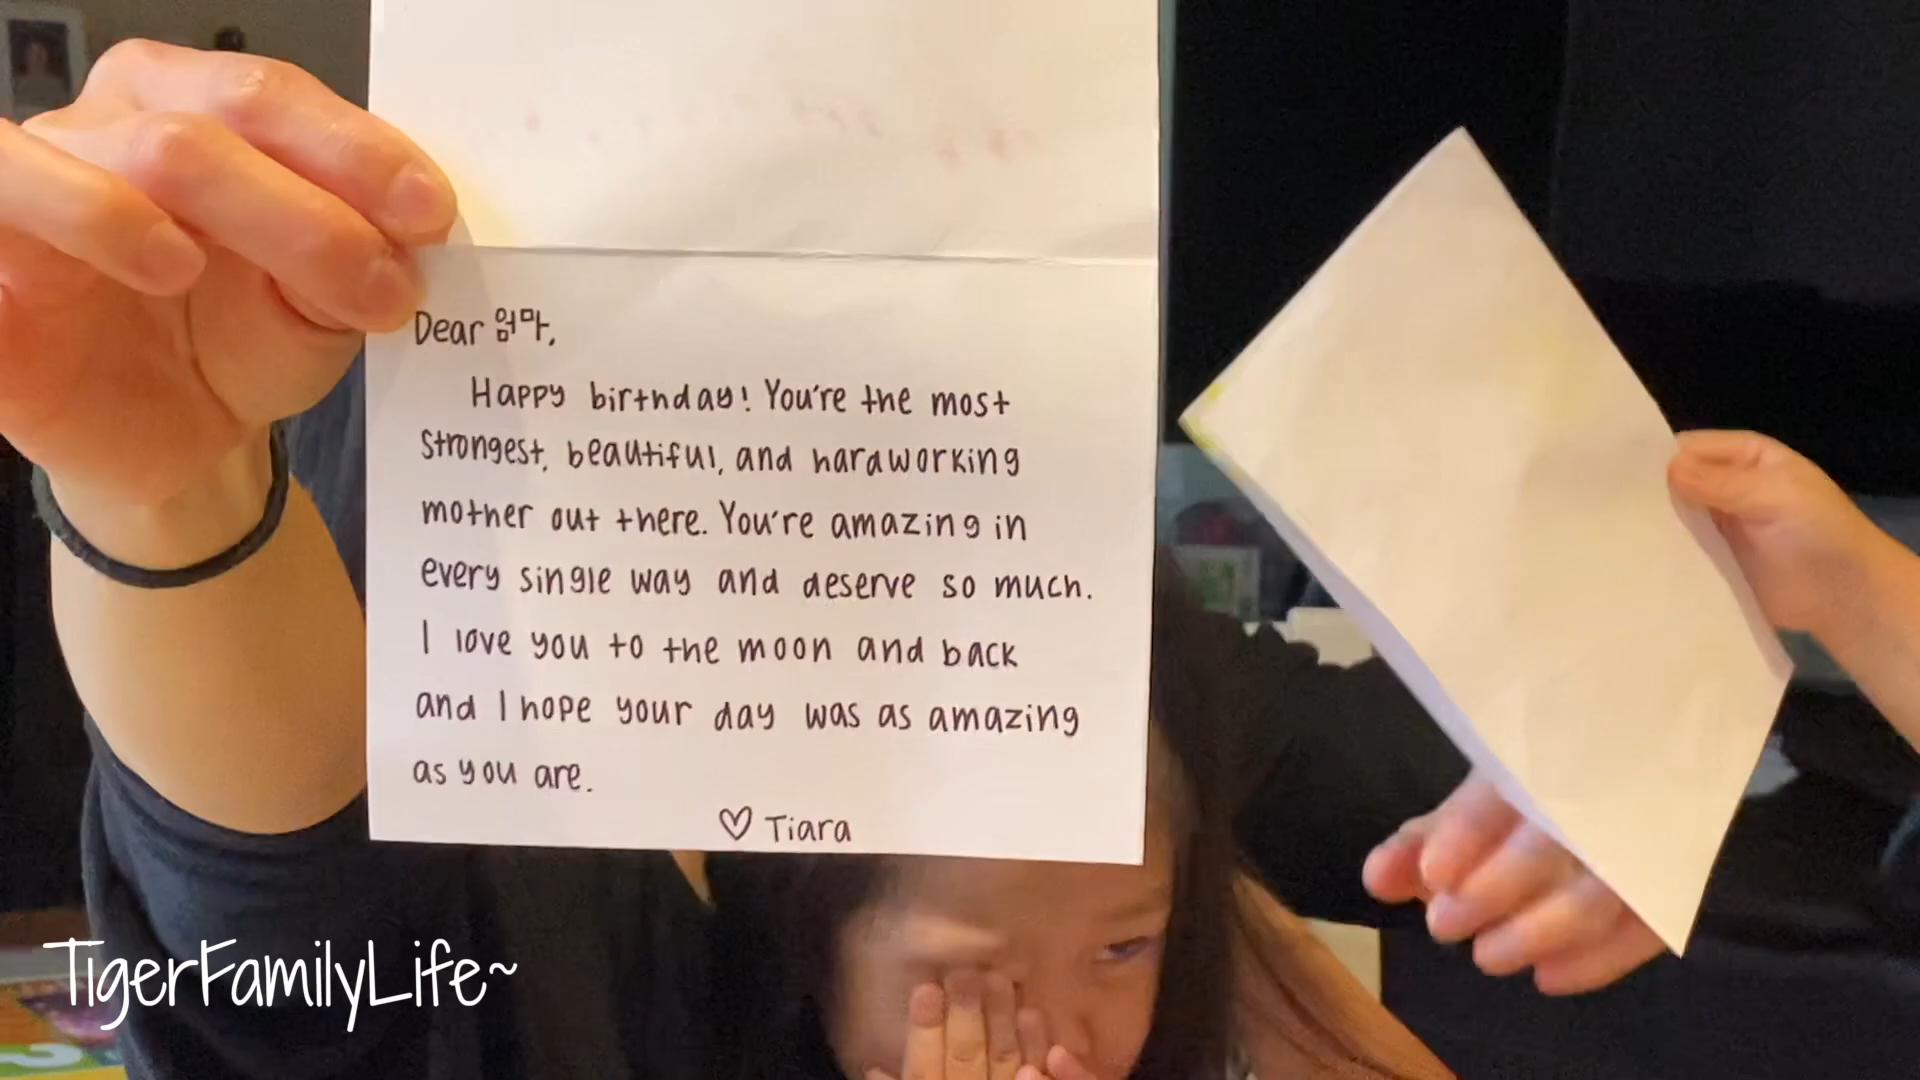 Dear 엄마,
Happy birthday! You're the most
strongest, beautiful, and hardworking
mother out there. You're amazing in
every single way and deserve so much.
I love you to the moon and back
and I hope your day was as amazing
as you are.
♡ Tiara
TigerFamilyLife~